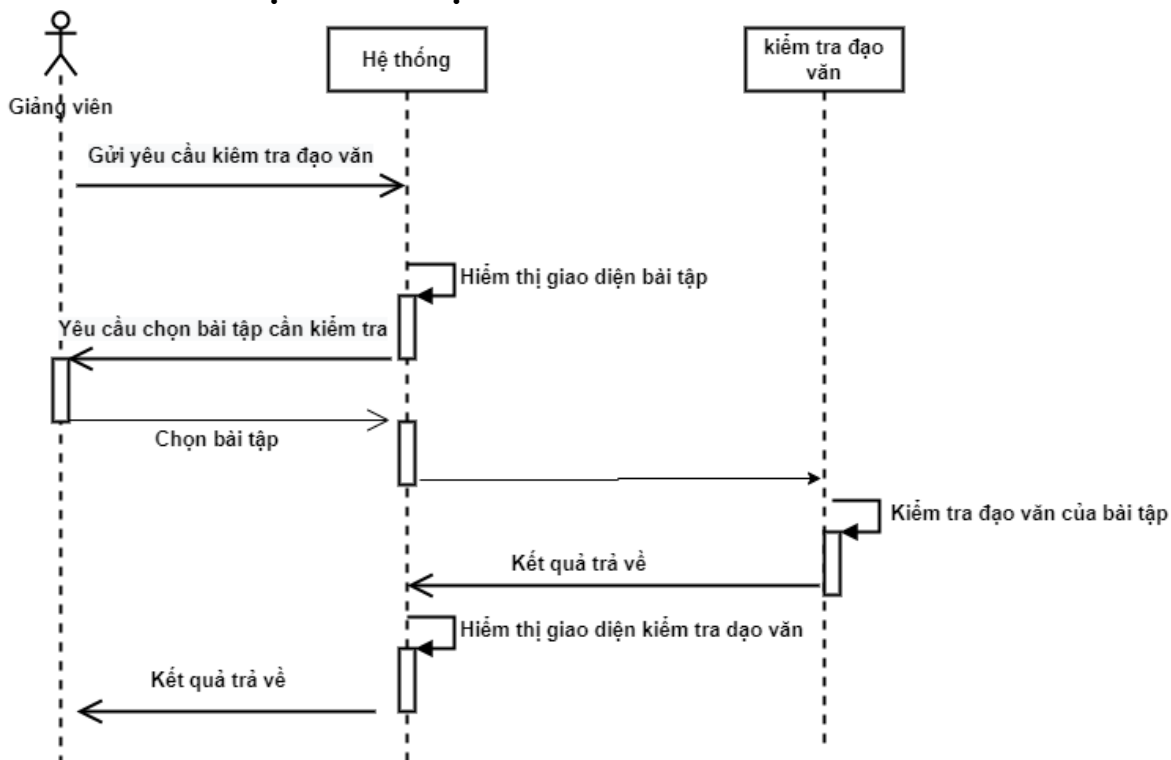 Hệ thống
kiểm tra đạo
văn
Giảng viên
Gửi yêu cầu kiêm tra đạo văn
Hiểm thị giao diện bài tập
Yêu cầu chọn bài tập cần kiểm tra
Chọn bài tập
Kiểm tra đạo văn của bài tập
Kết quả trả về
Hiểm thị giao diện kiểm tra dạo văn
Kết quả trả về